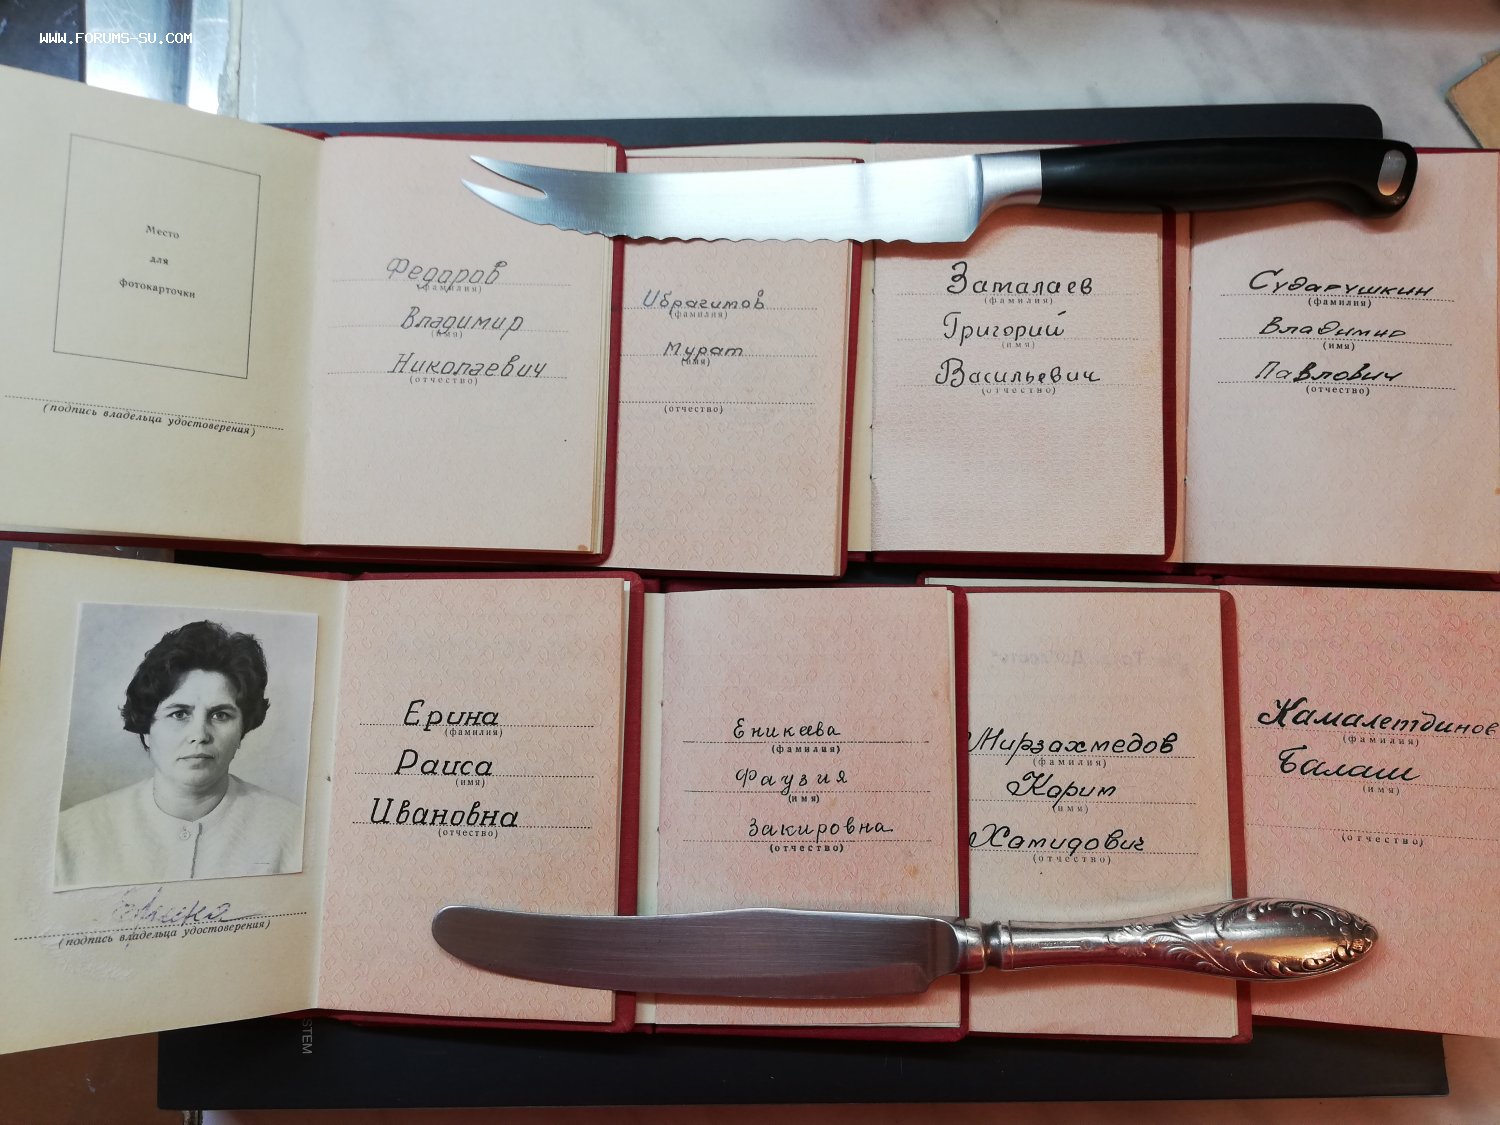 WWW.FORUMS-SU.COM
Место
для
фотокарточки
(подпись владельца удостоверения)
Федоров
(фамилия)
Владимир
(имя)
Николаевич
(отчество)
Ибрагимов
(фамилия)
Мурат
(имя)
(отчество)
Заталаев
(фамилия)
Григорий
(имя)
Васильевич
(отчество)
Сударушкин
(фамилия)
Владимир
(имя)
Павлович
(отчество)
(подпись владельца удостоверения)
Ерина
(фамилия)
Раиса
(имя)
Ивановна
(отчество)
Еникеева
(фамилия)
Фаузия
(имя)
Закировна
(отчество)
Мирзахмедов
(фамилия)
Карим
(имя)
Хамидович
(отчество)
Камалетдинов
(фамилия)
Балаш
(имя)
(отчество)
STEM